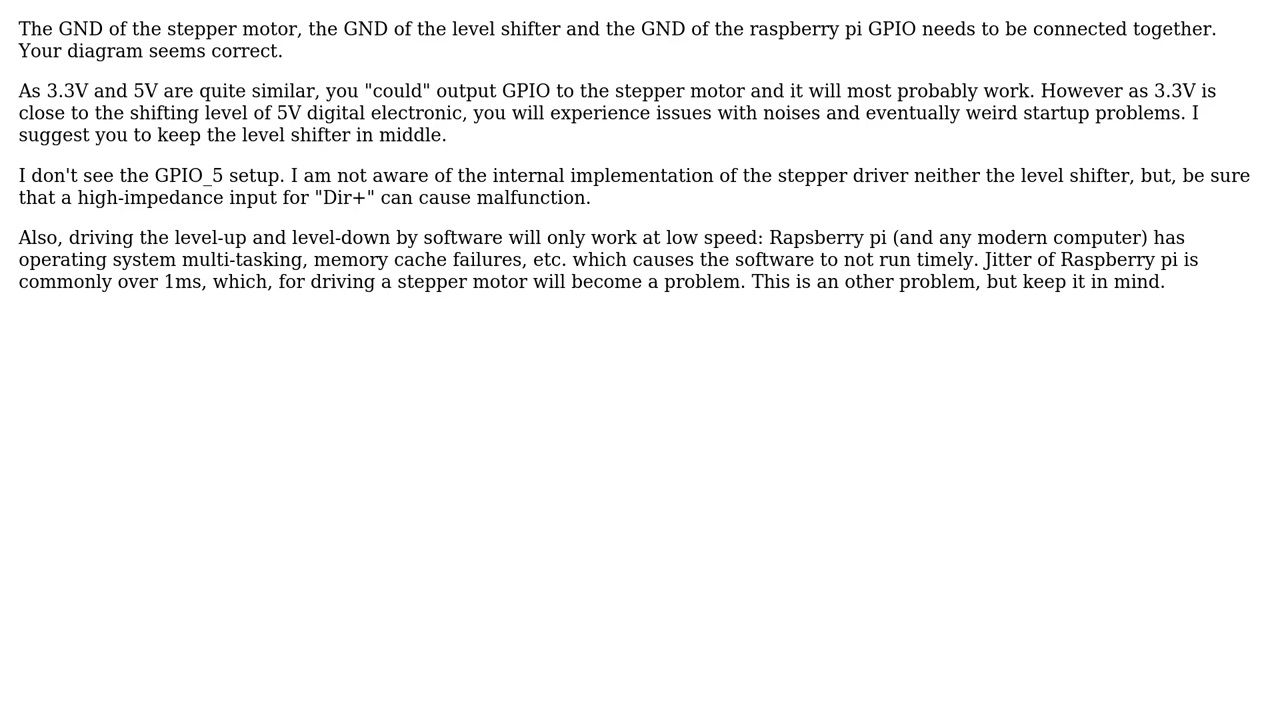 The GND of the stepper motor, the GND of the level shifter and the GND of the raspberry pi GPIO needs to be connected together.
Your diagram seems correct.
As 3.3V and 5V are quite similar, you "could" output GPIO to the stepper motor and it will most probably work. However as 3.3V is
close to the shifting level of 5V digital electronic, you will experience issues with noises and eventually weird startup problems. I
suggest you to keep the level shifter in middle.
I don't see the GPIO_5 setup. I am not aware of the internal implementation of the stepper driver neither the level shifter, but, be sure
that a high-impedance input for "Dir+" can cause malfunction.
Also, driving the level-up and level-down by software will only work at low speed: Rapsberry pi (and any modern computer) has
operating system multi-tasking, memory cache failures, etc. which causes the software to not run timely. Jitter of Raspberry pi is
commonly over 1ms, which, for driving a stepper motor will become a problem. This is an other problem, but keep it in mind.